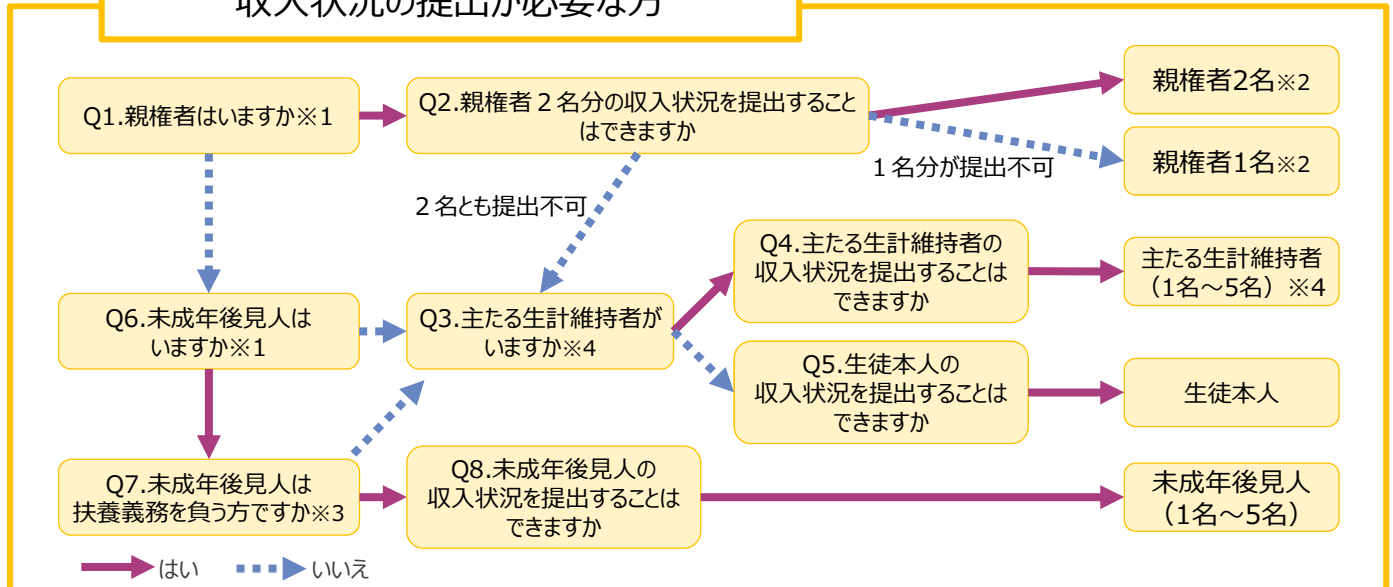 収入状況の提出が必要な方
Q1.親権者はいますか※1
Q2.親権者２名分の収入状況を提出すること
はできますか
親権者2名※2
親権者1名※2
１名分が提出不可
２名とも提出不可
Q4.主たる生計維持者の
収入状況を提出することは
できますか
主たる生計維持者
（1名～5名）※4
Q6.未成年後見人は
いますか※1
Q3.主たる生計維持者が
いますか※4
Q5.生徒本人の
収入状況を提出することは
できますか
生徒本人
Q7.未成年後見人は
扶養義務を負う方ですか※3
Q8.未成年後見人の
収入状況を提出することは
できますか
未成年後見人
（1名～5名）
はい
いいえ